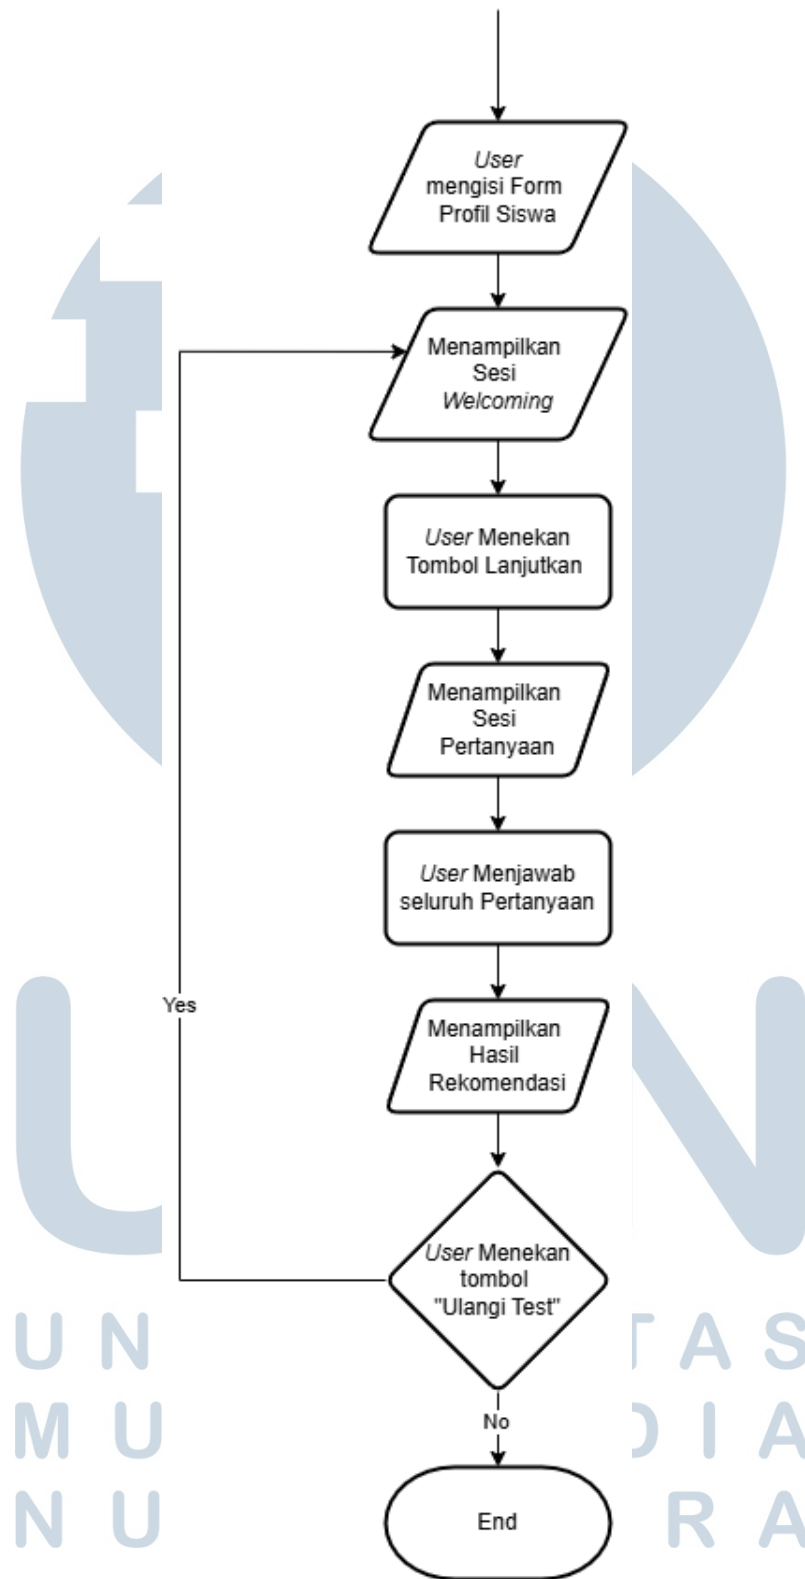 User
mengisi Form
Profil Siswa
Menampilkan
Sesi
Welcoming
User Menekan
Tombol Lanjutkan
Menampilkan
Sesi
Pertanyaan
User Menjawab
seluruh Pertanyaan
Yes
Menampilkan
Hasil
Rekomendasi
User Menekan
tombol
"Ulangi Test"
No
End
U N
U N TAS
M U D I A
N U R A